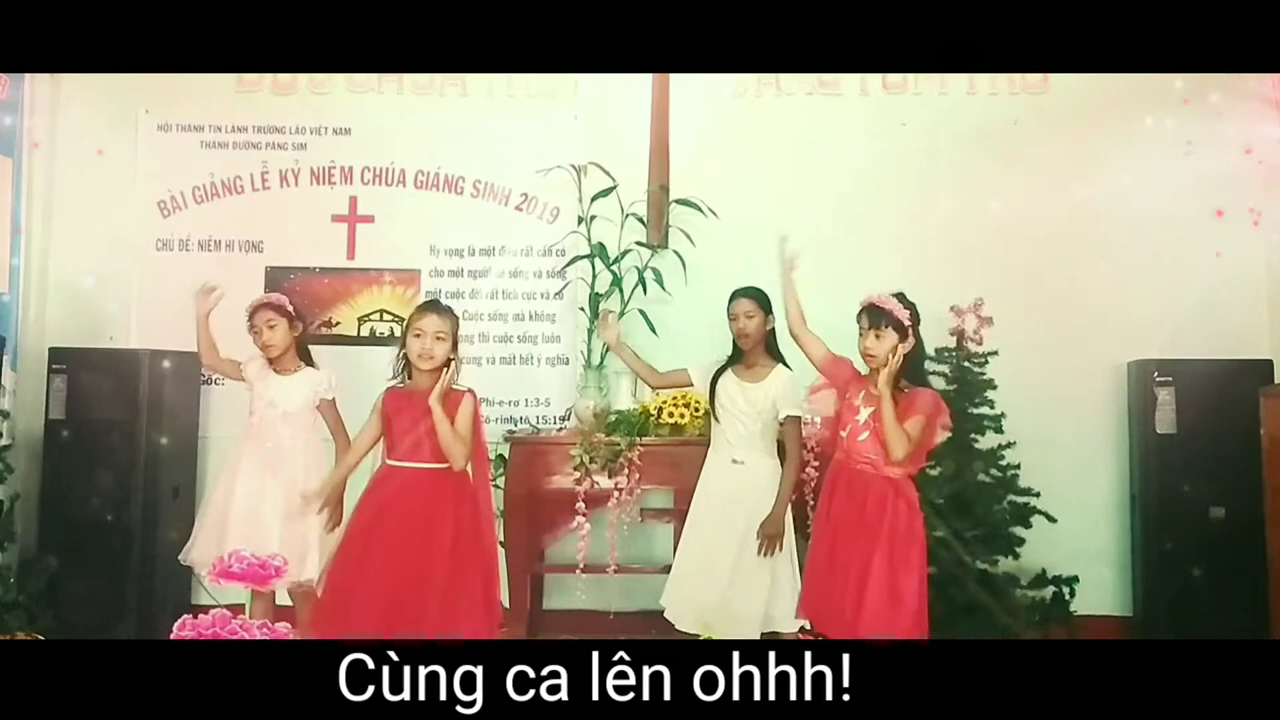 HỘI THÁNH TIN LÀNH TRƯỞNG LÃO VIỆT NAM
THÁNH ĐƯỜNG PĂNG SIM
BÀI GIẢNG LỄ KỶ NIỆM CHÚA GIÁNG SINH 2019
CHỦ ĐỀ: NIỀM HI VỌNG
Hy vọng là một điều rất cần có
cho một người sống và sống
một cuộc đời rất tích cực và có
Cuộc sống mà không
ọng thì cuộc sống luôn
cung và mất hết ý nghĩa
Gốc:
Phi-e-rơ 1:3-5
Cô-rinh-tô 15:19
Cùng ca lên ohhh!